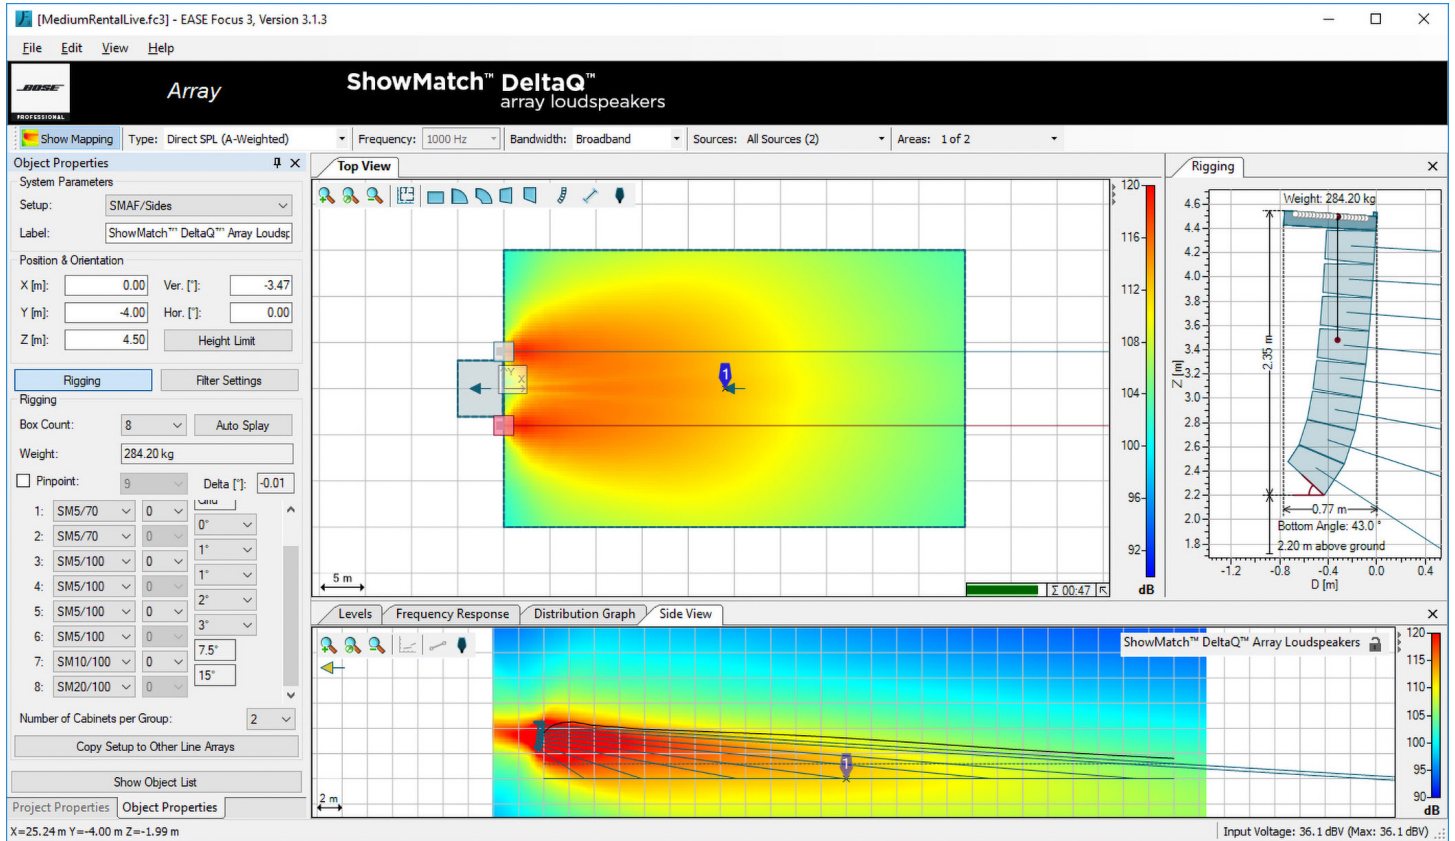 [MediumRentalLive.fc3] - EASE Focus 3, Version 3.1.3
File Edit View Help
BOSE
PROFESSIONAL
Array
ShowMatch™ DeltaQ™
array loudspeakers
Show Mapping Type: Direct SPL (A-Weighted) Frequency: 1000 Hz Bandwidth: Broadband Sources: All Sources (2) Areas: 1 of 2
Object Properties
System Parameters
Setup: SMAF/Sides
Label: ShowMatch™ DeltaQ™ Array Loudsp
Position & Orientation
X [m]: 0.00 Ver. [°]: -3.47
Y [m]: -4.00 Hor. [°]: 0.00
Z [m]: 4.50 Height Limit
Rigging Filter Settings
Rigging
Box Count: 8 Auto Splay
Weight: 284.20 kg
Pinpoint: 9 Delta [°]: -0.01
1: SM5/70 0
0°
2: SM5/70 0
1°
3: SM5/100 0
1°
4: SM5/100 0
2°
5: SM5/100 0
3°
6: SM5/100 0
7.5°
7: SM10/100 0
15°
8: SM20/100 0
Number of Cabinets per Group: 2
Copy Setup to Other Line Arrays
Show Object List
Project Properties Object Properties
Top View
Y
X
1
5 m
Σ 00:47
120
116
112
108
104
100
96
92
dB
Rigging
Weight: 284.20 kg
4.6
4.4
4.2
4.0
3.8
3.6
3.4
3.2
3.0
2.8
2.6
2.4
2.2
2.0
1.8
Z [m]
2.35 m
0.77 m
Bottom Angle: 43.0 °
2.20 m above ground
-1.2 -0.8 -0.4 0.0 0.4
D [m]
Levels Frequency Response Distribution Graph Side View
ShowMatch™ DeltaQ™ Array Loudspeakers
1
2 m
120
115
110
105
100
95
90
dB
X=25.24 m Y=-4.00 m Z=-1.99 m
Input Voltage: 36.1 dBV (Max: 36.1 dBV)